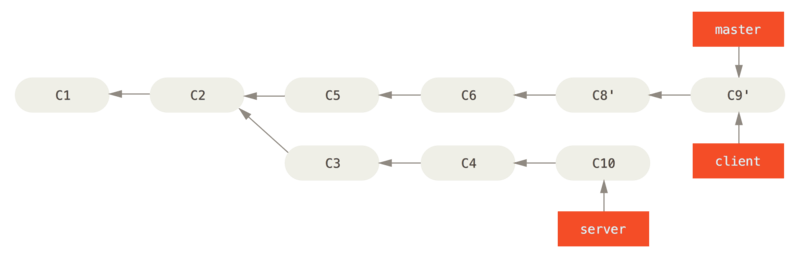 master
C1 C2 C5 C6 C8' C9'
C3 C4 C10 client
server